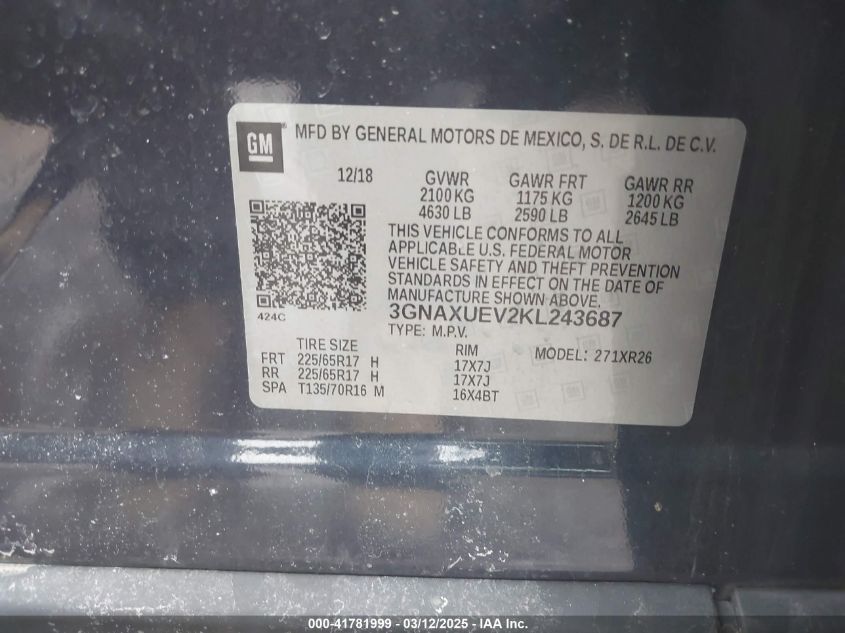 GM
MFD BY GENERAL MOTORS DE MEXICO, S. DE R.L. DE C.V.
12/18 GVWR GAWR FRT GAWR RR
2100 KG 1175 KG 1200 KG
4630 LB 2590 LB 2645 LB
THIS VEHICLE CONFORMS TO ALL
APPLICABLE U.S. FEDERAL MOTOR
VEHICLE SAFETY AND THEFT PREVENTION
STANDARDS IN EFFECT ON THE DATE OF
MANUFACTURE SHOWN ABOVE.
424C
3GNAXUEV2KL243687
TYPE: M.P.V.
TIRE SIZE RIM MODEL: 271XR26
FRT 225/65R17 H 17X7J
RR 225/65R17 H 17X7J
SPA T135/70R16 M 16X4BT
000-41781999 - 03/12/2025 - IAAINC.